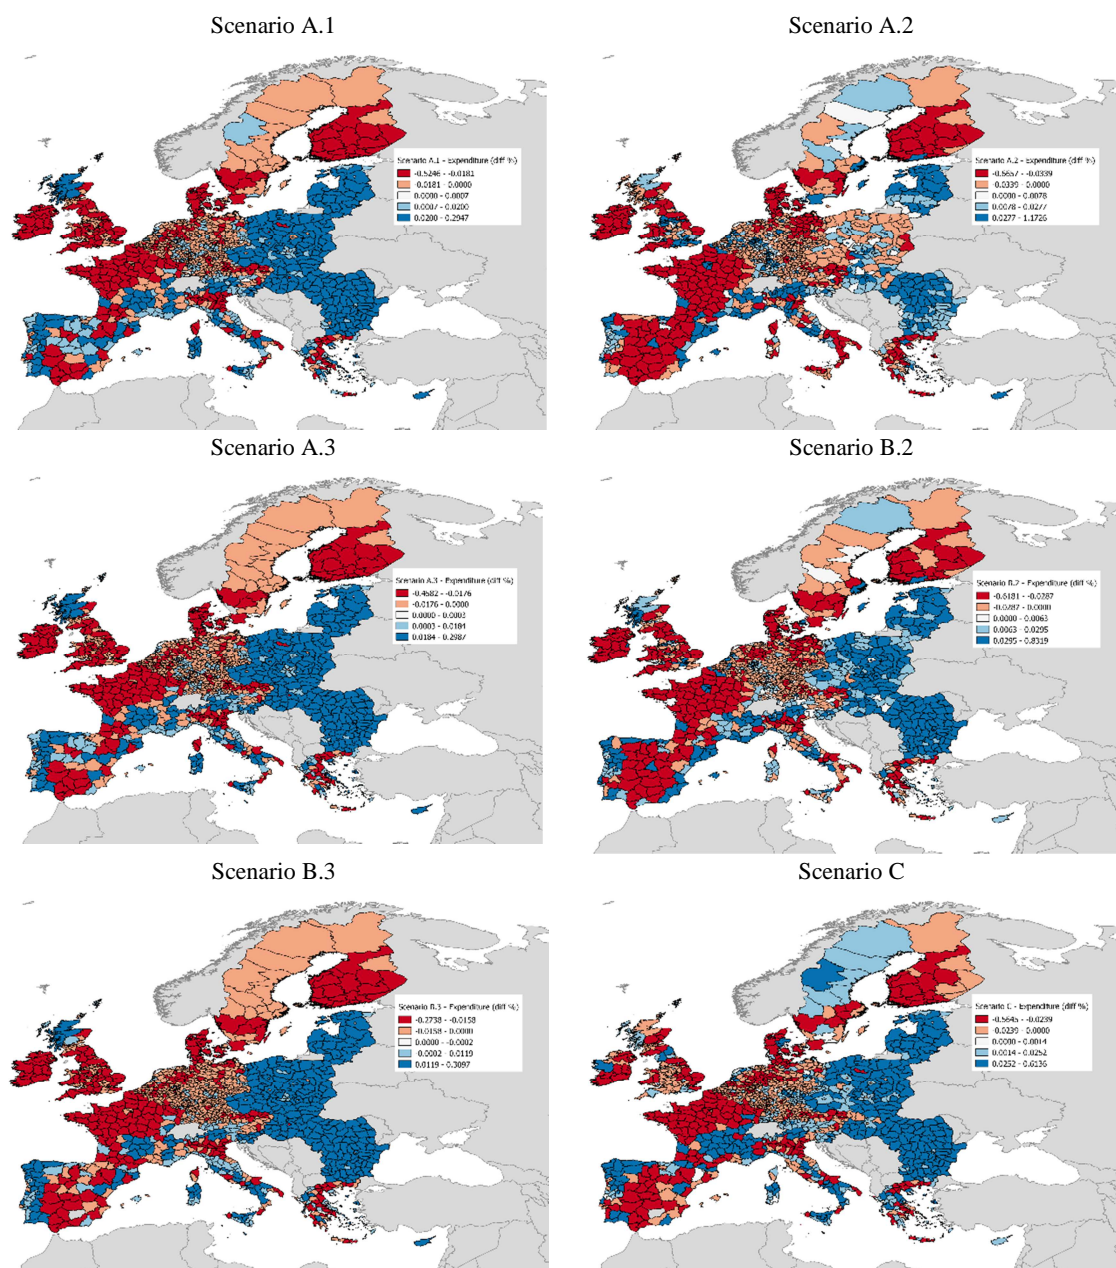 Scenario A.1
Scenario A.2
Scenario A.1 - Expenditure (diff %)
-0.5246 - -0.0181
-0.0181 - 0.0000
0.0000 - 0.0007
0.0007 - 0.0200
0.0200 - 0.2947
Scenario A.2 - Expenditure (diff %)
-0.6657 - -0.0339
-0.0339 - 0.0000
0.0000 - 0.0078
0.0078 - 0.0277
0.0277 - 1.1726
Scenario A.3
Scenario B.2
Scenario A.3 - Expenditure (diff %)
-0.4582 - -0.0176
-0.0176 - 0.0000
0.0000 - 0.0003
0.0003 - 0.0184
0.0184 - 0.2987
Scenario B.2 - Expenditure (diff %)
-0.6181 - -0.0287
-0.0287 - 0.0000
0.0000 - 0.0063
0.0063 - 0.0295
0.0295 - 0.8319
Scenario B.3
Scenario C
Scenario B.3 - Expenditure (diff %)
-0.2738 - -0.0158
-0.0158 - 0.0000
0.0000 - -0.0002
-0.0002 - 0.0119
0.0119 - 0.3097
Scenario C - Expenditure (diff %)
-0.5645 - -0.0239
-0.0239 - 0.0000
0.0000 - 0.0014
0.0014 - 0.0252
0.0252 - 0.6136